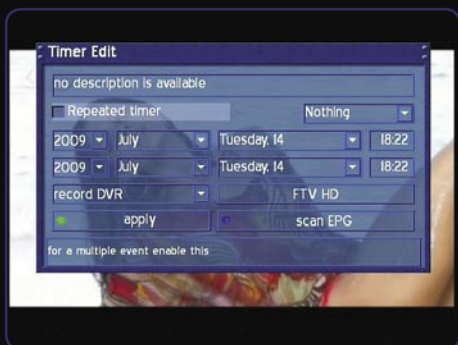 Timer Edit
no description is available
Repeated timer Nothing
2009 July Tuesday, 14 18:22
2009 July Tuesday, 14 18:22
record DVR FTV HD
apply scan EPG
for a multiple event enable this